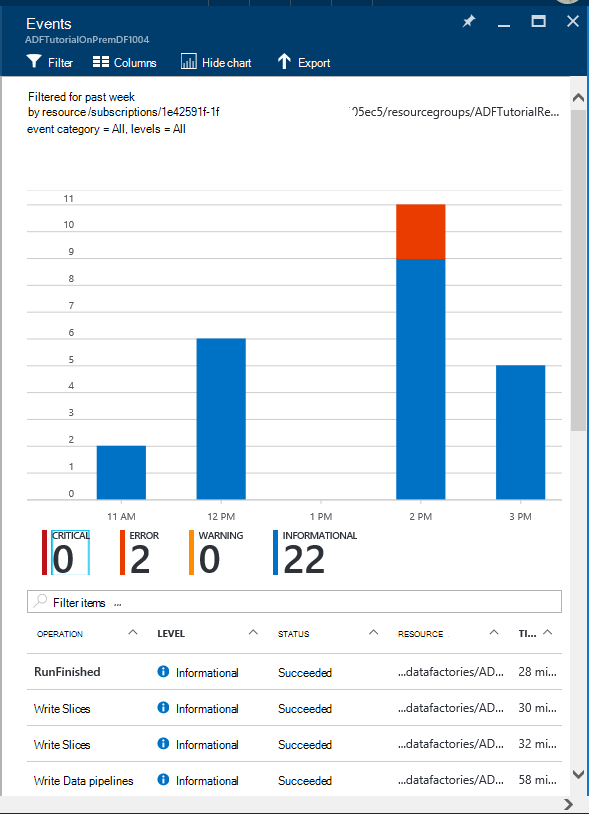 Events
ADFTutorialOnPremDF1004
Filter Columns Hide chart Export
Filtered for past week
by resource /subscriptions/1e42591f-1f 05ec5/resourcegroups/ADFTutorialRe...
event category = All, levels = All
11
10
9
8
7
6
5
4
3
2
1
0
11 AM 12 PM 1 PM 2 PM 3 PM
CRITICAL ERROR WARNING INFORMATIONAL
0 2 0 22
Filter items ...
OPERATION LEVEL STATUS RESOURCE TI...
RunFinished Informational Succeeded ...datafactories/AD... 28 mi...
Write Slices Informational Succeeded ...datafactories/AD... 30 mi...
Write Slices Informational Succeeded ...datafactories/AD... 32 mi...
Write Data pipelines Informational Succeeded ...datafactories/AD... 58 mi...